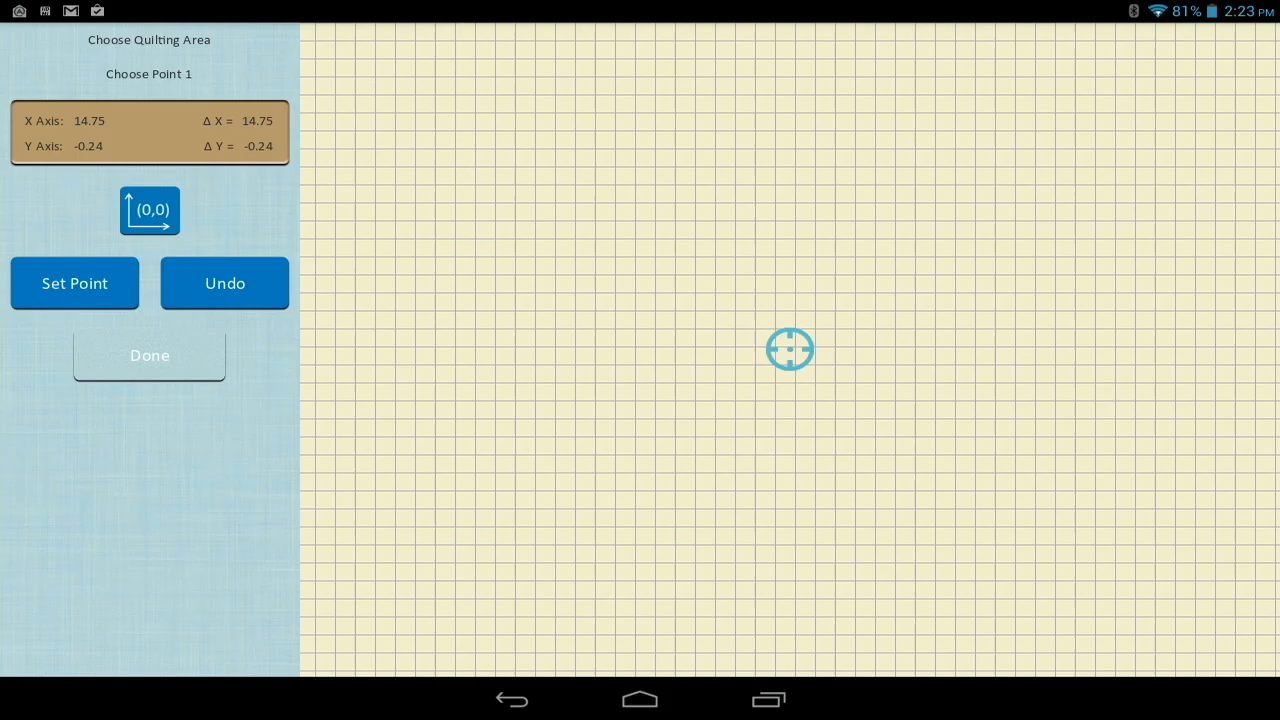 81% 2:23 PM
Choose Quilting Area
Choose Point 1
X Axis: 14.75 Δ X = 14.75
Y Axis: -0.24 Δ Y = -0.24
(0,0)
Set Point Undo
Done